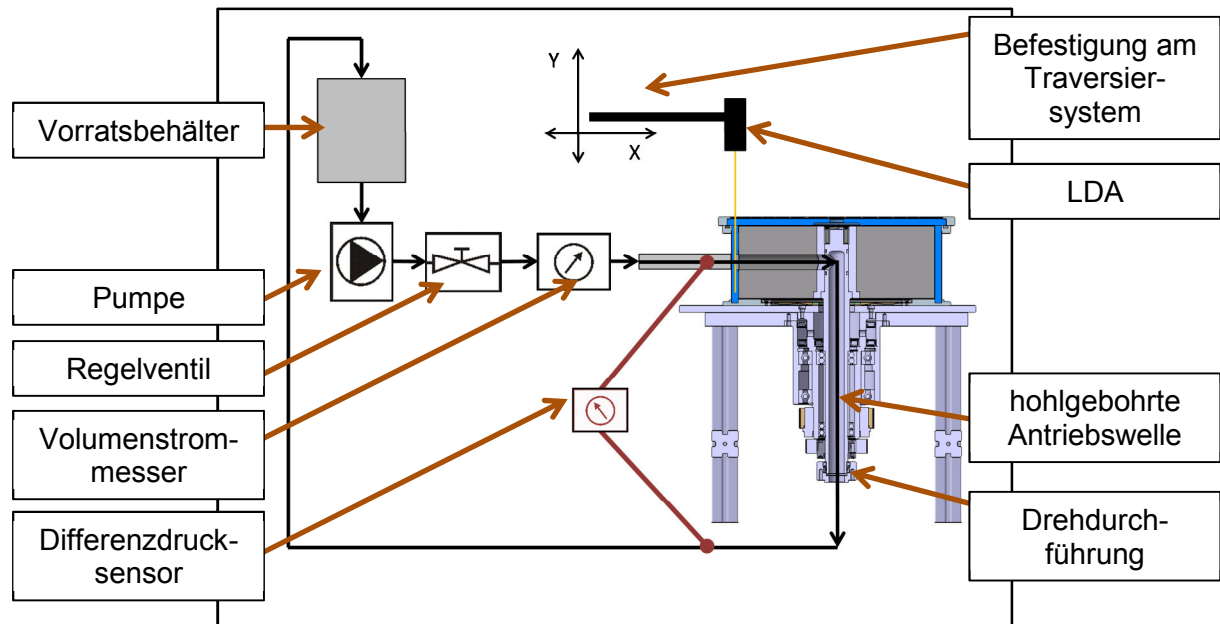 Vorratsbehälter
Pumpe
Regelventil
Volumenstrom-
messer
Differenzdruck-
sensor
Y
X
Befestigung am
Traversier-
system
LDA
hohlgebohrte
Antriebswelle
Drehdurch-
führung